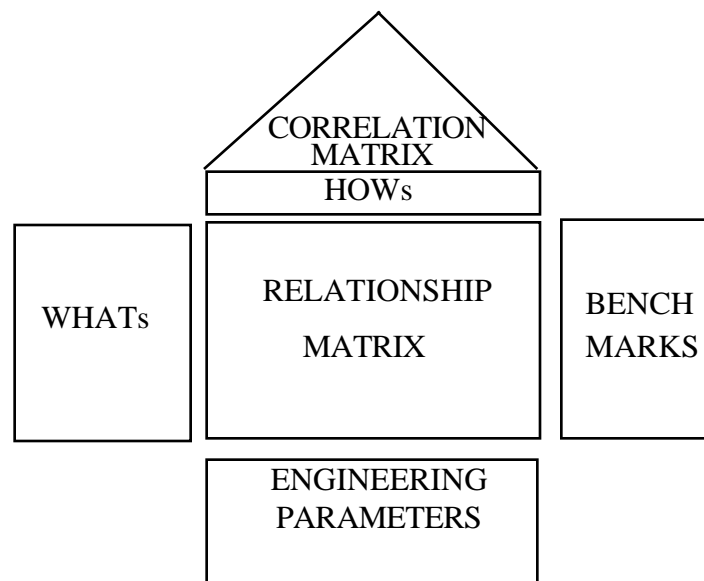 CORRELATION
MATRIX
HOWs
WHATs
RELATIONSHIP
MATRIX
BENCH
MARKS
ENGINEERING
PARAMETERS